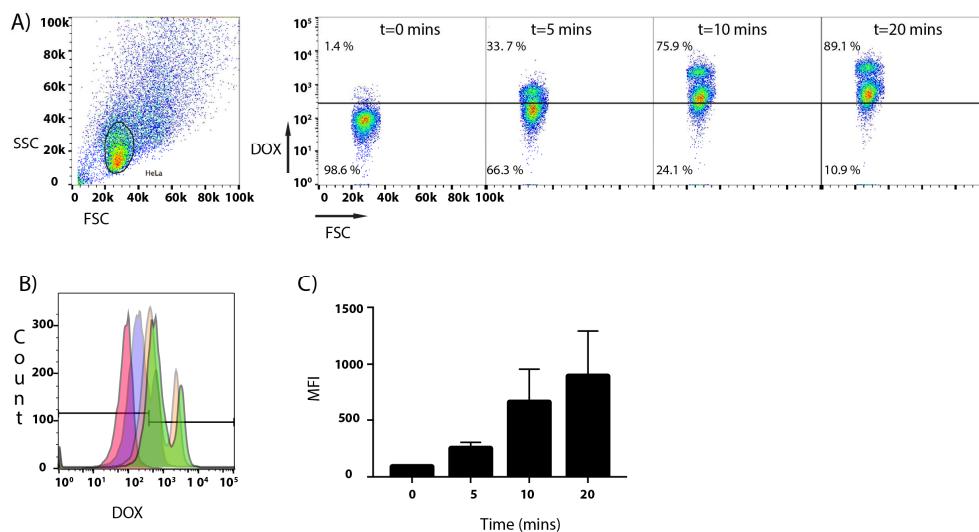 A)
100k
80k
60k
40k
20k
0
SSC
HeLa
0 20k 40k 60k 80k 100k
FSC
10⁵
10⁴
10³
10²
10¹
10⁰
DOX
t=0 mins
1.4 %
98.6 %
t=5 mins
33.7 %
66.3 %
t=10 mins
75.9 %
24.1 %
t=20 mins
89.1 %
10.9 %
0 20k 40k 60k 80k 100k
FSC
B)
Count
300
200
100
0
10⁰ 10¹ 10² 10³ 1 0⁴ 10⁵
DOX
C)
1500
1000
500
0
MFI
0 5 10 20
Time (mins)